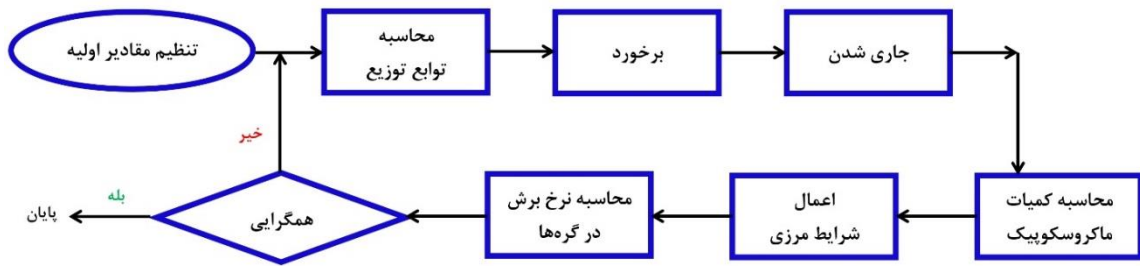 تنظیم مقادیر اولیه
محاسبه
توابع توزیع
برخورد
جاری شدن
محاسبه کمیات
ماکروسکوپیک
اعمال
شرایط مرزی
محاسبه نرخ برش
در گره‌ها
همگرایی
خیر
بله
پایان